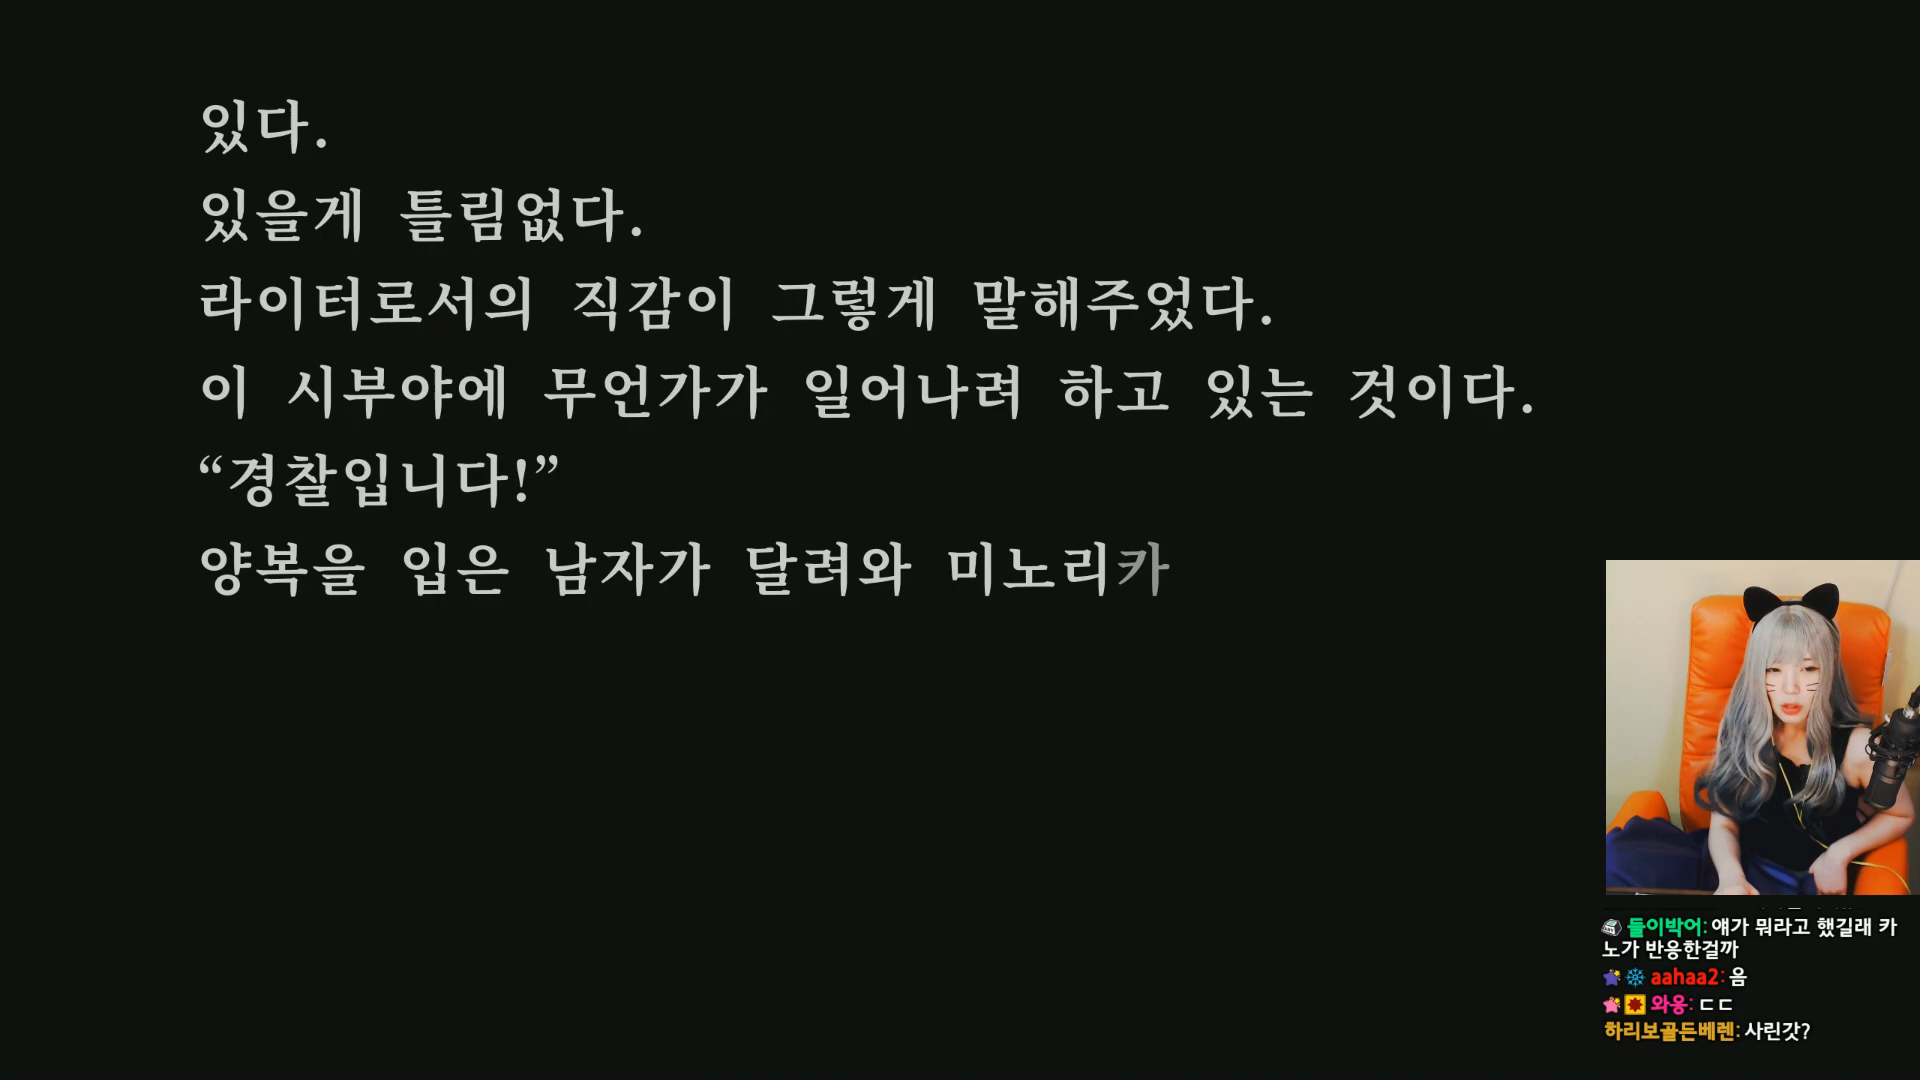 있다.
있을게 틀림없다.
라이터로서의 직감이 그렇게 말해주었다.
이 시부야에 무언가가 일어나려 하고 있는 것이다.
“경찰입니다!”
양복을 입은 남자가 달려와 미노리카
돌이박어: 얘가 뭐라고 했길래 카
노가 반응한걸까
aahaa2: 음
와옹: ㄷㄷ
하리보골든베렌: 사린갓?